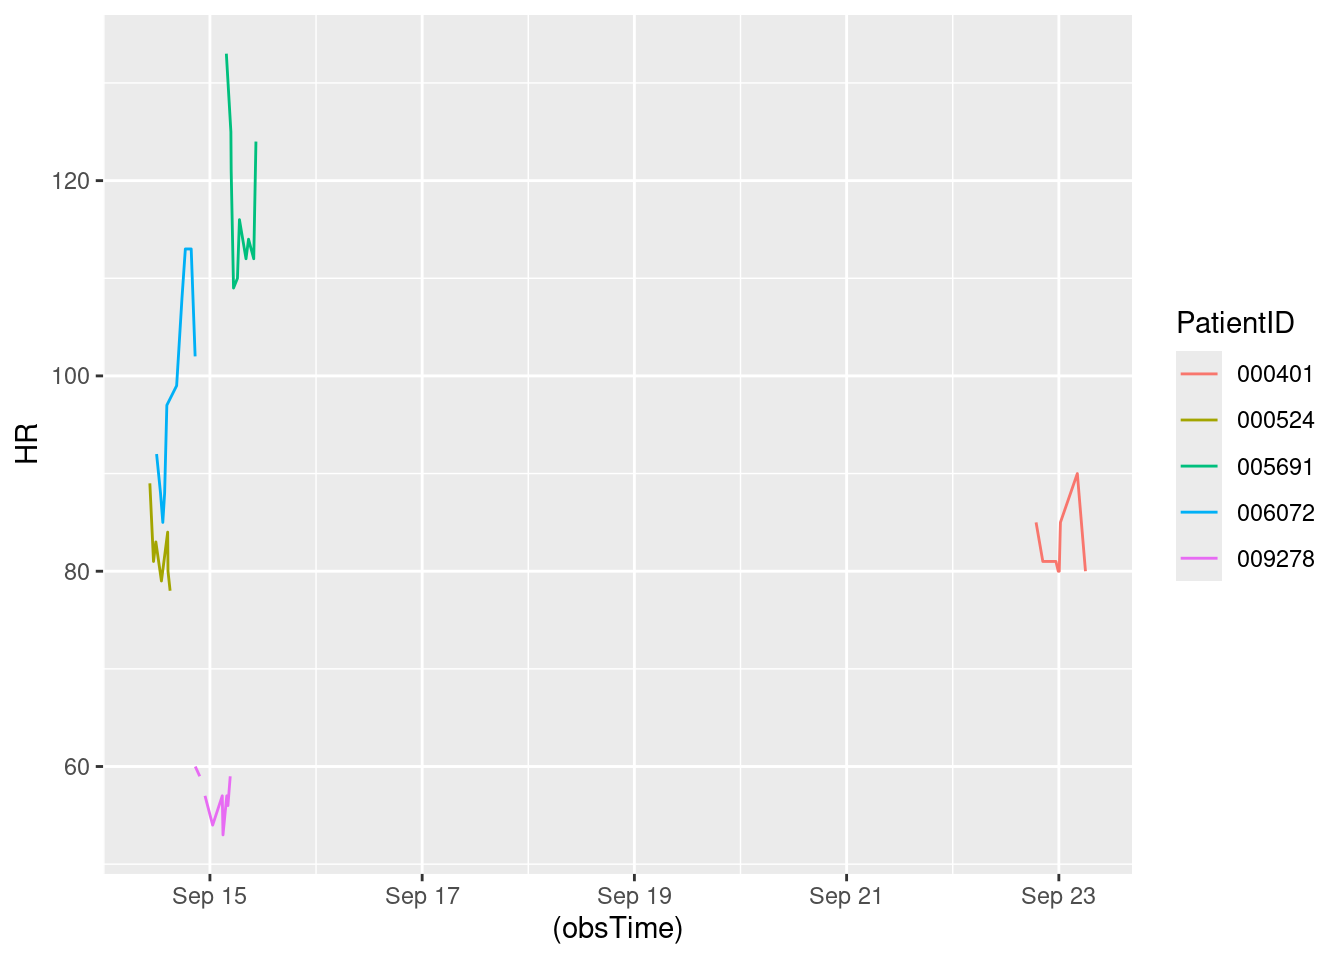 120
100
80
60
HR
Sep 15
Sep 17
Sep 19
Sep 21
Sep 23
(obsTime)
PatientID
000401
000524
005691
006072
009278